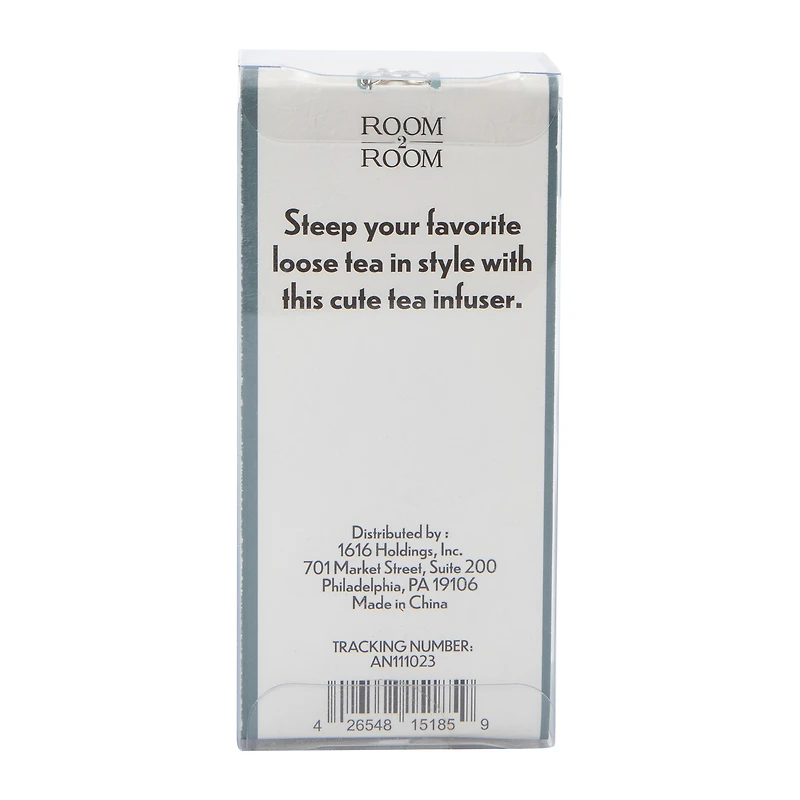 ROOM
2
ROOM
Steep your favorite
loose tea in style with
this cute tea infuser.
Distributed by :
1616 Holdings, Inc.
701 Market Street, Suite 200
Philadelphia, PA 19106
Made in China
TRACKING NUMBER:
AN111023
4 26548 15185 9